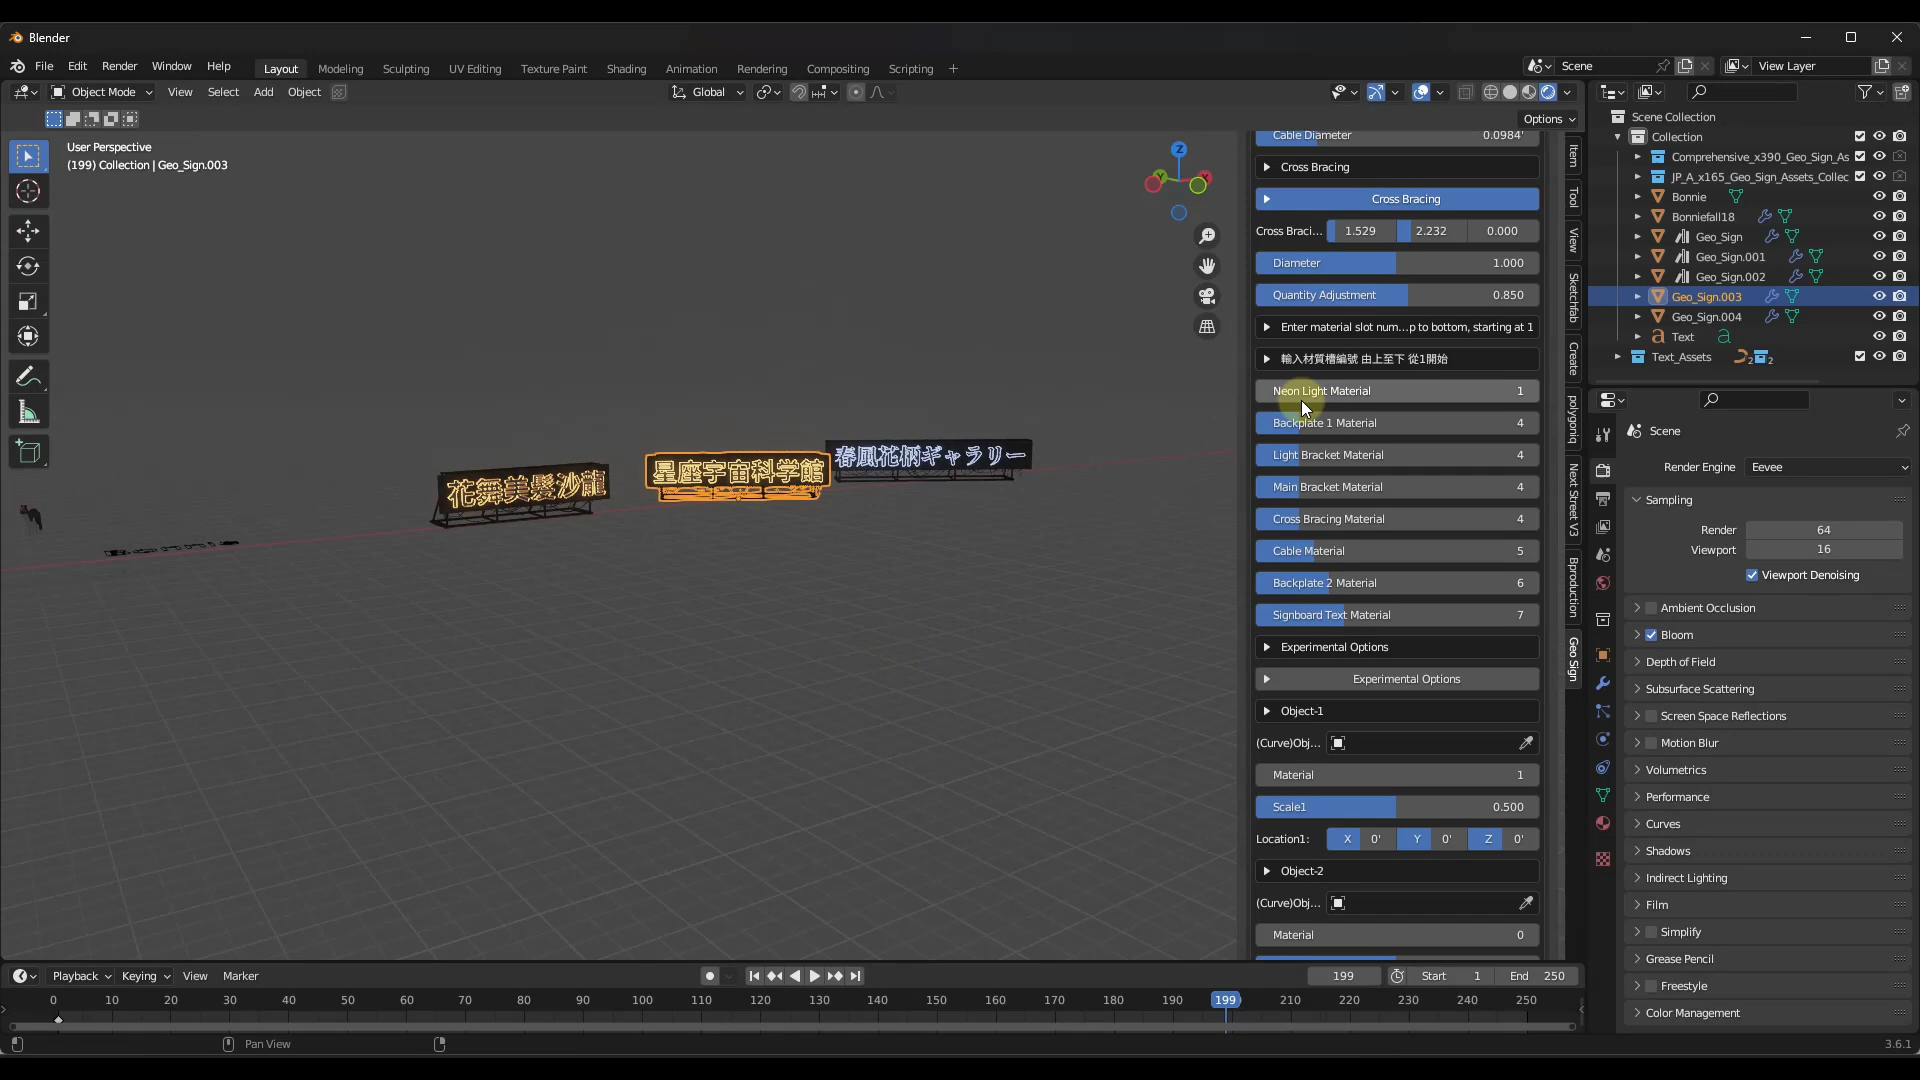 Blender
File Edit Render Window Help Layout Modeling Sculpting UV Editing Texture Paint Shading Animation Rendering Compositing Scripting + Scene View Layer
Object Mode View Select Add Object Global
Options
User Perspective
(199) Collection | Geo_Sign.003
Z
花舞美髮沙龍
星座宇宙科学館
春風花柄ギャラリー
Cable Diameter 0.0984'
Cross Bracing
Cross Bracing
Cross Braci... 1.529 2.232 0.000
Diameter 1.000
Quantity Adjustment 0.850
Enter material slot num...p to bottom, starting at 1
輸入材質槽編號 由上至下 從1開始
Neon Light Material 1
Backplate 1 Material 4
Light Bracket Material 4
Main Bracket Material 4
Cross Bracing Material 4
Cable Material 5
Backplate 2 Material 6
Signboard Text Material 7
Experimental Options
Experimental Options
Object-1
(Curve)Obj...
Material 1
Scale1 0.500
Location1: X 0' Y 0' Z 0'
Object-2
(Curve)Obj...
Material 0
Item
Tool
View
Sketchfab
Create
polygoniq
Next Street V3
Bproduction
Geo Sign
Scene Collection
Collection
Comprehensive_x390_Geo_Sign_As
JP_A_x165_Geo_Sign_Assets_Collec
Bonnie
Bonniefall18
Geo_Sign
Geo_Sign.001
Geo_Sign.002
Geo_Sign.003
Geo_Sign.004
Text
Text_Assets 2 2
Scene
Render Engine Eevee
Sampling
Render 64
Viewport 16
Viewport Denoising
Ambient Occlusion
Bloom
Depth of Field
Subsurface Scattering
Screen Space Reflections
Motion Blur
Volumetrics
Performance
Curves
Shadows
Indirect Lighting
Film
Simplify
Grease Pencil
Freestyle
Color Management
Playback Keying View Marker 199 Start 1 End 250
0 10 20 30 40 50 60 70 80 90 100 110 120 130 140 150 160 170 180 190 199 210 220 230 240 250
Pan View 3.6.1